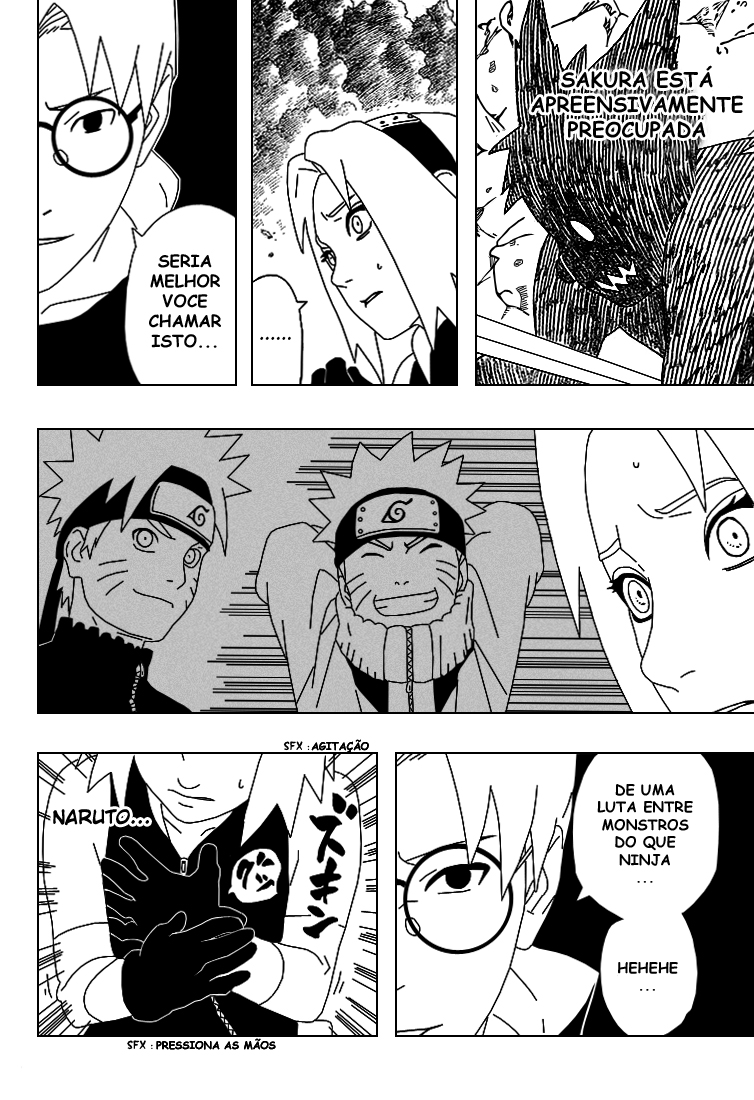 SAKURA ESTÁ
APREENSIVAMENTE
PREOCUPADA
......
SERIA
MELHOR
VOCE
CHAMAR
ISTO...
DE UMA
LUTA ENTRE
MONSTROS
DO QUE
NINJA
...
HEHEHE
...
SFX : AGITAÇÃO
ズキン
NARUTO...
グッ
SFX : PRESSIONA AS MÃOS